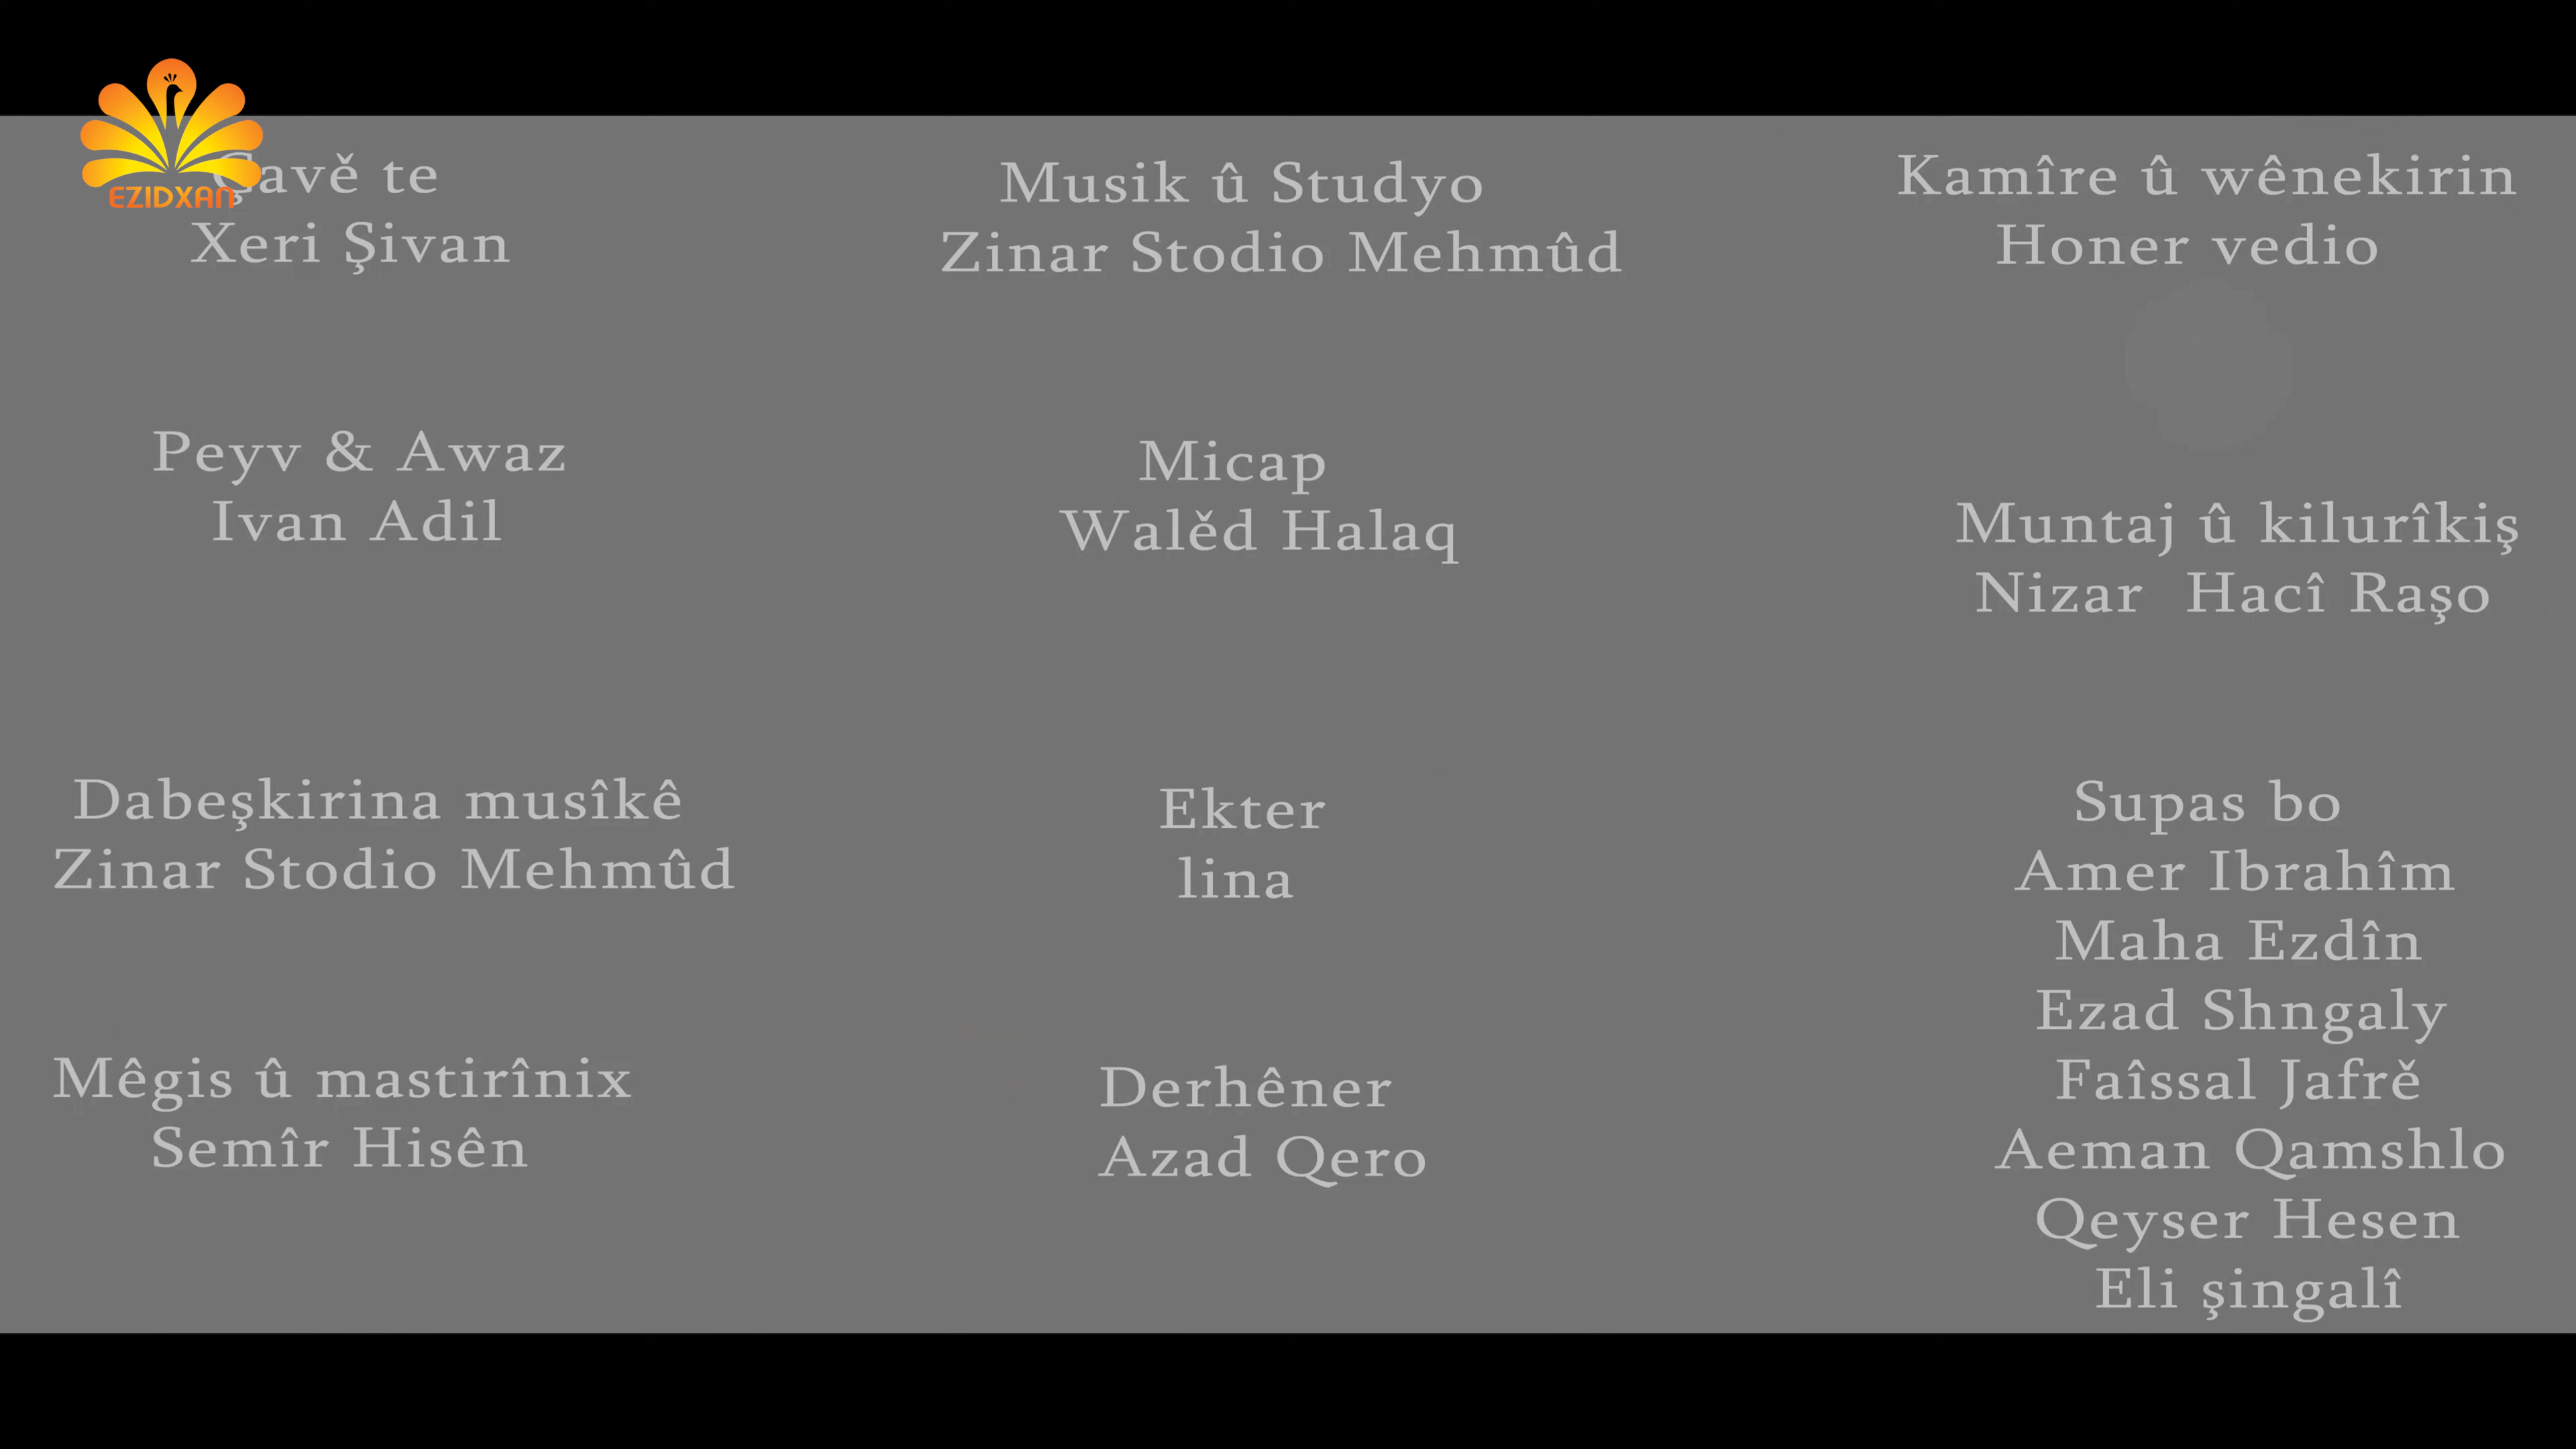 EZIDXAN
Çavě te
Xeri Şivan
Peyv & Awaz
Ivan Adil
Dabeşkirina musîkê
Zinar Stodio Mehmûd
Mêgis û mastirînix
Semîr Hisên
Musik û Studyo
Zinar Stodio Mehmûd
Micap
Walěd Halaq
Ekter
lina
Derhêner
Azad Qero
Kamîre û wênekirin
Honer vedio
Muntaj û kilurîkiş
Nizar Hacî Raşo
Supas bo
Amer Ibrahîm
Maha Ezdîn
Ezad Shngaly
Faîssal Jafrě
Aeman Qamshlo
Qeyser Hesen
Eli şingalî